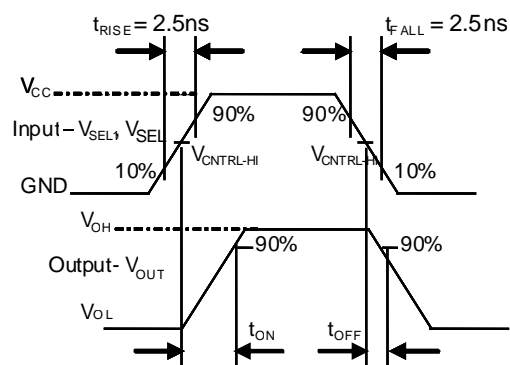 tRISE = 2.5ns tFALL = 2.5ns
VCC
90% 90%
Input– VSEL1, VSEL
VCNTRL-HI VCNTRL-HI
10% 10%
GND
VOH
90% 90%
Output- VOUT
VOL
tON tOFF